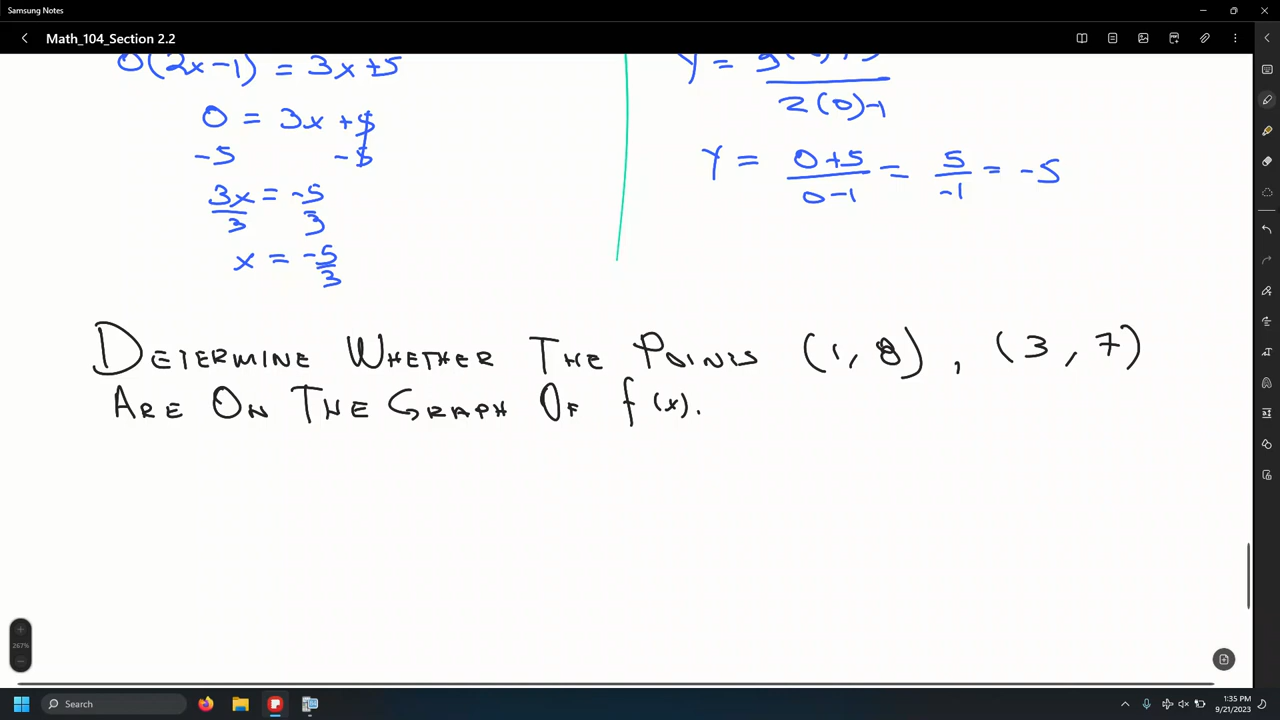 Samsung Notes
Math_104_Section 2.2
0(2x-1) = 3x+5
0 = 3x +5
-5 -5
3x = -5
3 3
x = -5/3
2(0)-1
Y = 0+5/0-1 = 5/-1 = -5
DETERMINE WHETHER THE POINTS (1, 8), (3, 7)
ARE ON THE GRAPH OF f(x).
267%
Search
1:35 PM
9/21/2023